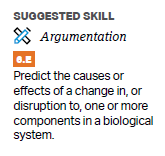 SUGGESTED SKILL
Argumentation
6.E
Predict the causes or
effects of a change in, or
disruption to, one or more
components in a biological
system.